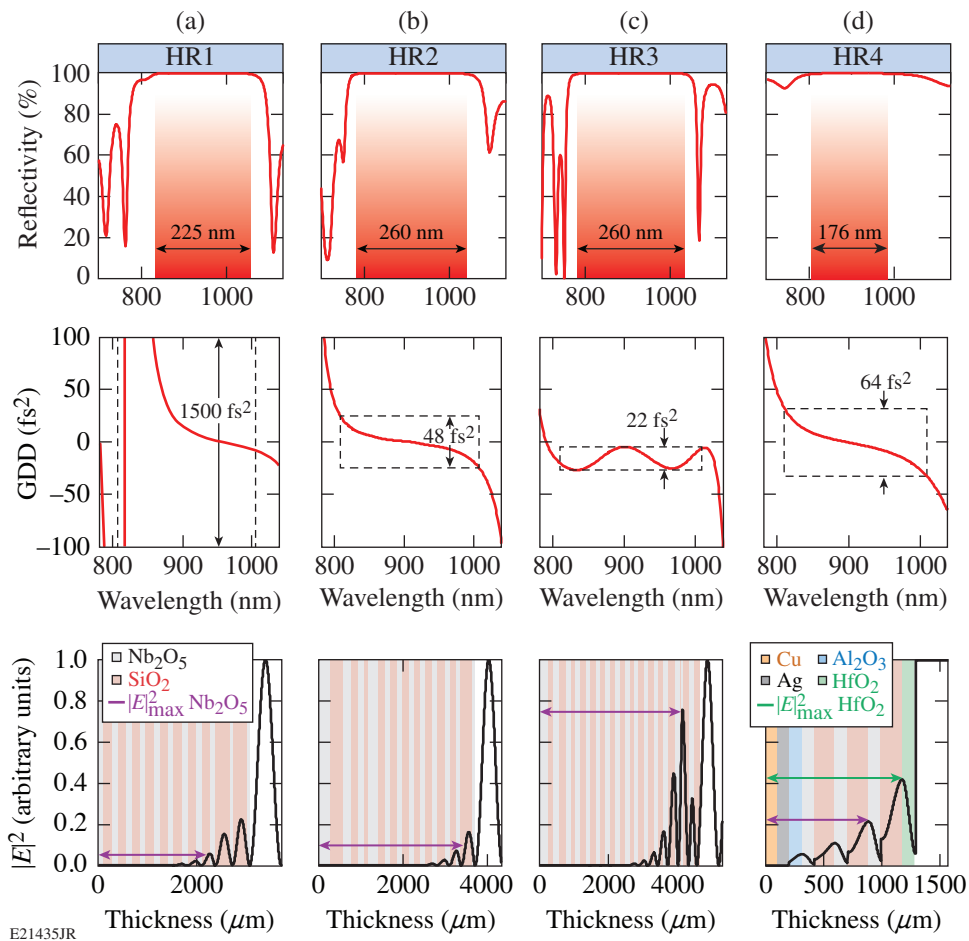 (a) (b) (c) (d)
HR1 HR2 HR3 HR4
Reflectivity (%)
100
80
60
40
20
0
225 nm 260 nm 260 nm 176 nm
800 1000 800 1000 800 1000 800 1000
GDD (fs²)
100
50
0
−50
−100
1500 fs² 48 fs² 22 fs² 64 fs²
800 900 1000 800 900 1000 800 900 1000 800 900 1000
Wavelength (nm) Wavelength (nm) Wavelength (nm) Wavelength (nm)
|E|² (arbitrary units)
1.0
0.8
0.6
0.4
0.2
0.0
Nb₂O₅
SiO₂
|E|²max Nb₂O₅
Cu Al₂O₃
Ag HfO₂
|E|²max HfO₂
0 2000 0 2000 4000 0 2000 4000 0 500 1000 1500
Thickness (μm) Thickness (μm) Thickness (μm) Thickness (μm)
E21435JR